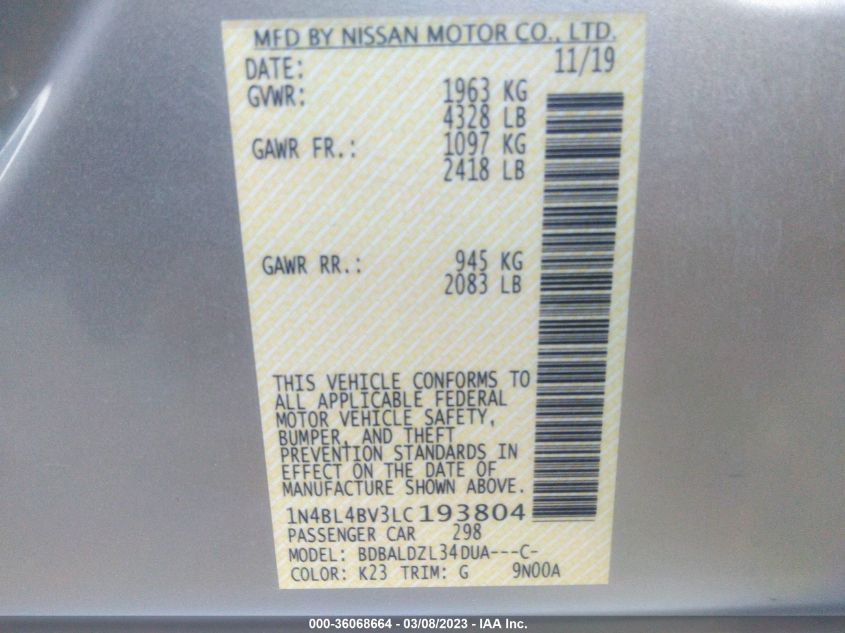 MFD BY NISSAN MOTOR CO., LTD.
DATE: 11/19
GVWR: 1963 KG
4328 LB
GAWR FR.: 1097 KG
2418 LB
GAWR RR.: 945 KG
2083 LB
THIS VEHICLE CONFORMS TO
ALL APPLICABLE FEDERAL
MOTOR VEHICLE SAFETY,
BUMPER, AND THEFT
PREVENTION STANDARDS IN
EFFECT ON THE DATE OF
MANUFACTURE SHOWN ABOVE.
1N4BL4BV3LC193804
PASSENGER CAR 298
MODEL: BDBALDZL34DUA---C-
COLOR: K23 TRIM: G 9N00A
000-36068664 - 03/08/2023 - IAA Inc.